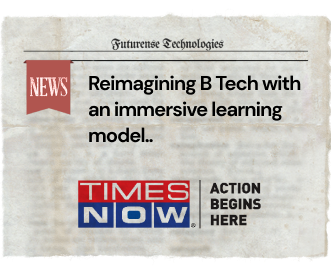 Futurense Technologies
NEWS
Reimagining B Tech with
an immersive learning
model..
TIMES
NOW®
ACTION
BEGINS
HERE